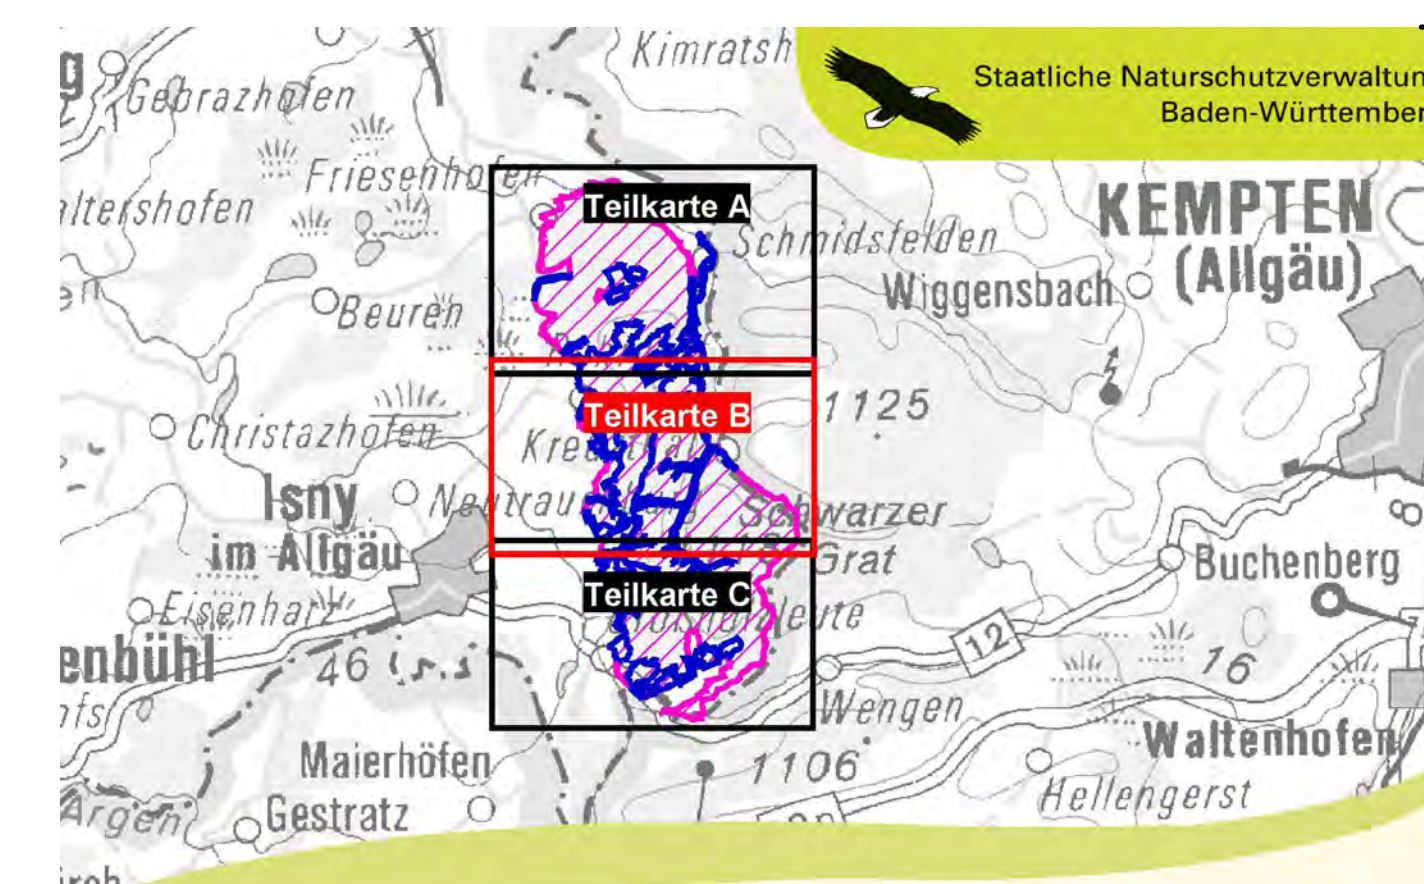 Kimratsh
Staatliche Naturschutzverwaltun
Baden-Württember
Gebrazhofen
Friesenhofen
ltershofen
Teilkarte A
KEMPTEN
(Allgäu)
Schmidsfelden
Wiggensbach
Beuren
Teilkarte B
1125
Christazhofen
Isny
im Allgäu
Schwarzer
Grat
Buchenberg
Eisenharz
Teilkarte C
enbühl
46
12
16
Wengen
Waltenhofen
Maierhöfen
1106
Hellengerst
Argen
Gestratz